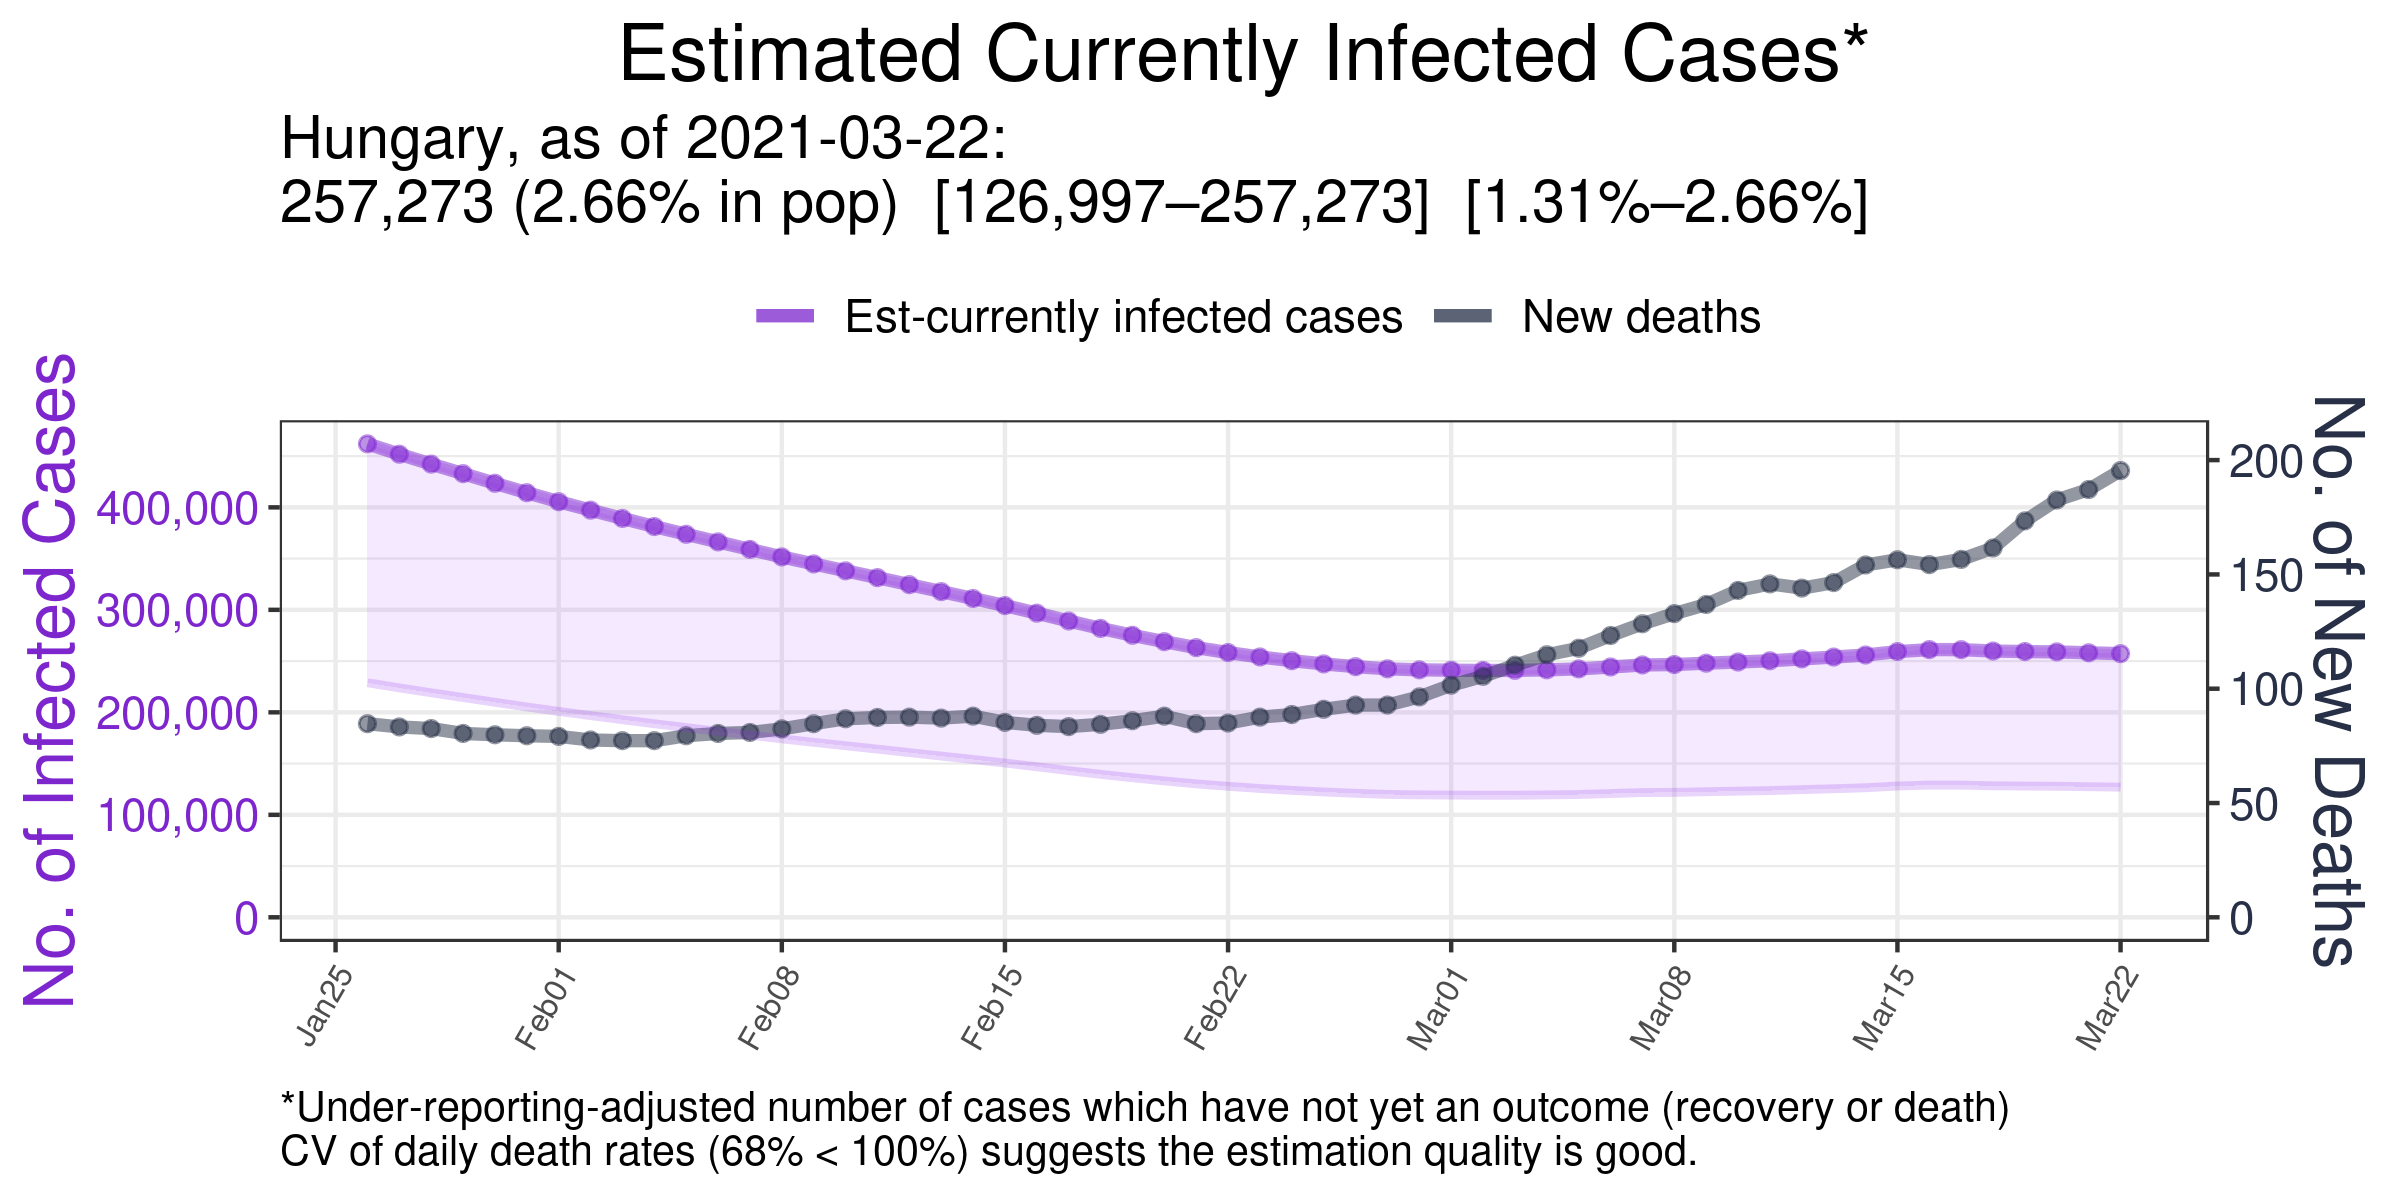 Estimated Currently Infected Cases*
Hungary, as of 2021-03-22:
257,273 (2.66% in pop) [126,997–257,273] [1.31%–2.66%]
Est-currently infected cases New deaths
No. of Infected Cases
400,000
300,000
200,000
100,000
0
200
150
100
50
0
No. of New Deaths
Jan25 Feb01 Feb08 Feb15 Feb22 Mar01 Mar08 Mar15 Mar22
*Under-reporting-adjusted number of cases which have not yet an outcome (recovery or death)
CV of daily death rates (68% < 100%) suggests the estimation quality is good.